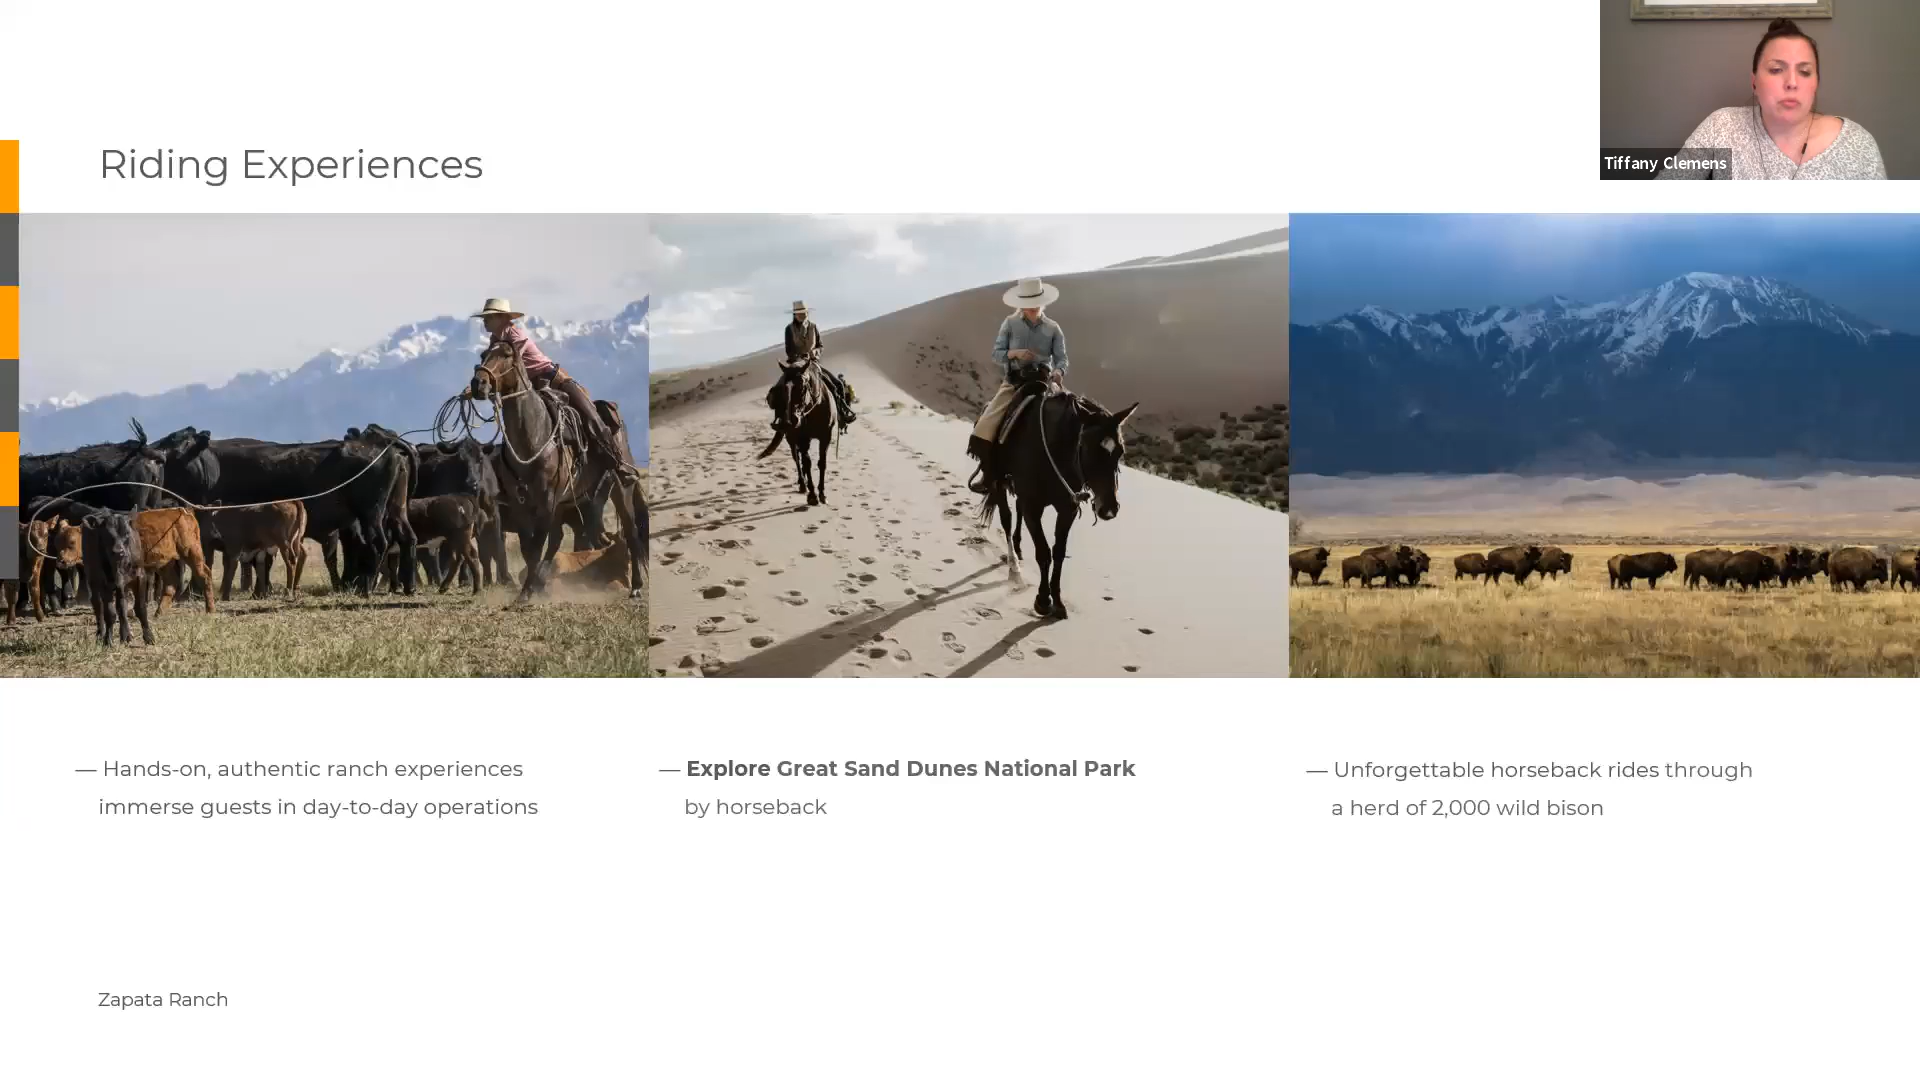 Tiffany Clemens
Riding Experiences
— Hands-on, authentic ranch experiences
immerse guests in day-to-day operations
— Explore Great Sand Dunes National Park
by horseback
— Unforgettable horseback rides through
a herd of 2,000 wild bison
Zapata Ranch